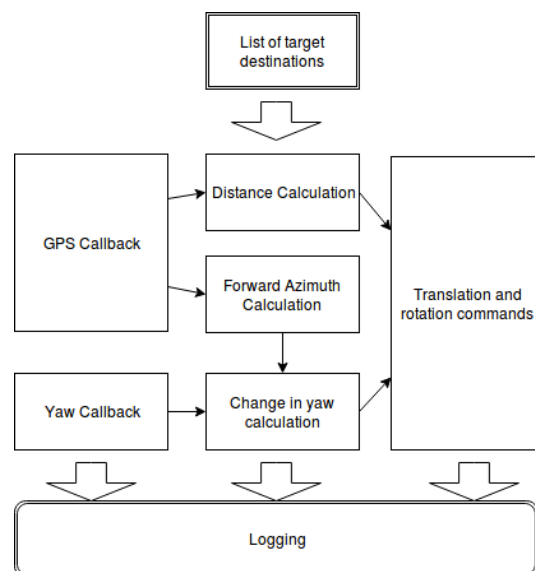 List of target
destinations
Distance Calculation
GPS Callback
Forward Azimuth
Calculation
Translation and
rotation commands
Yaw Callback
Change in yaw
calculation
Logging